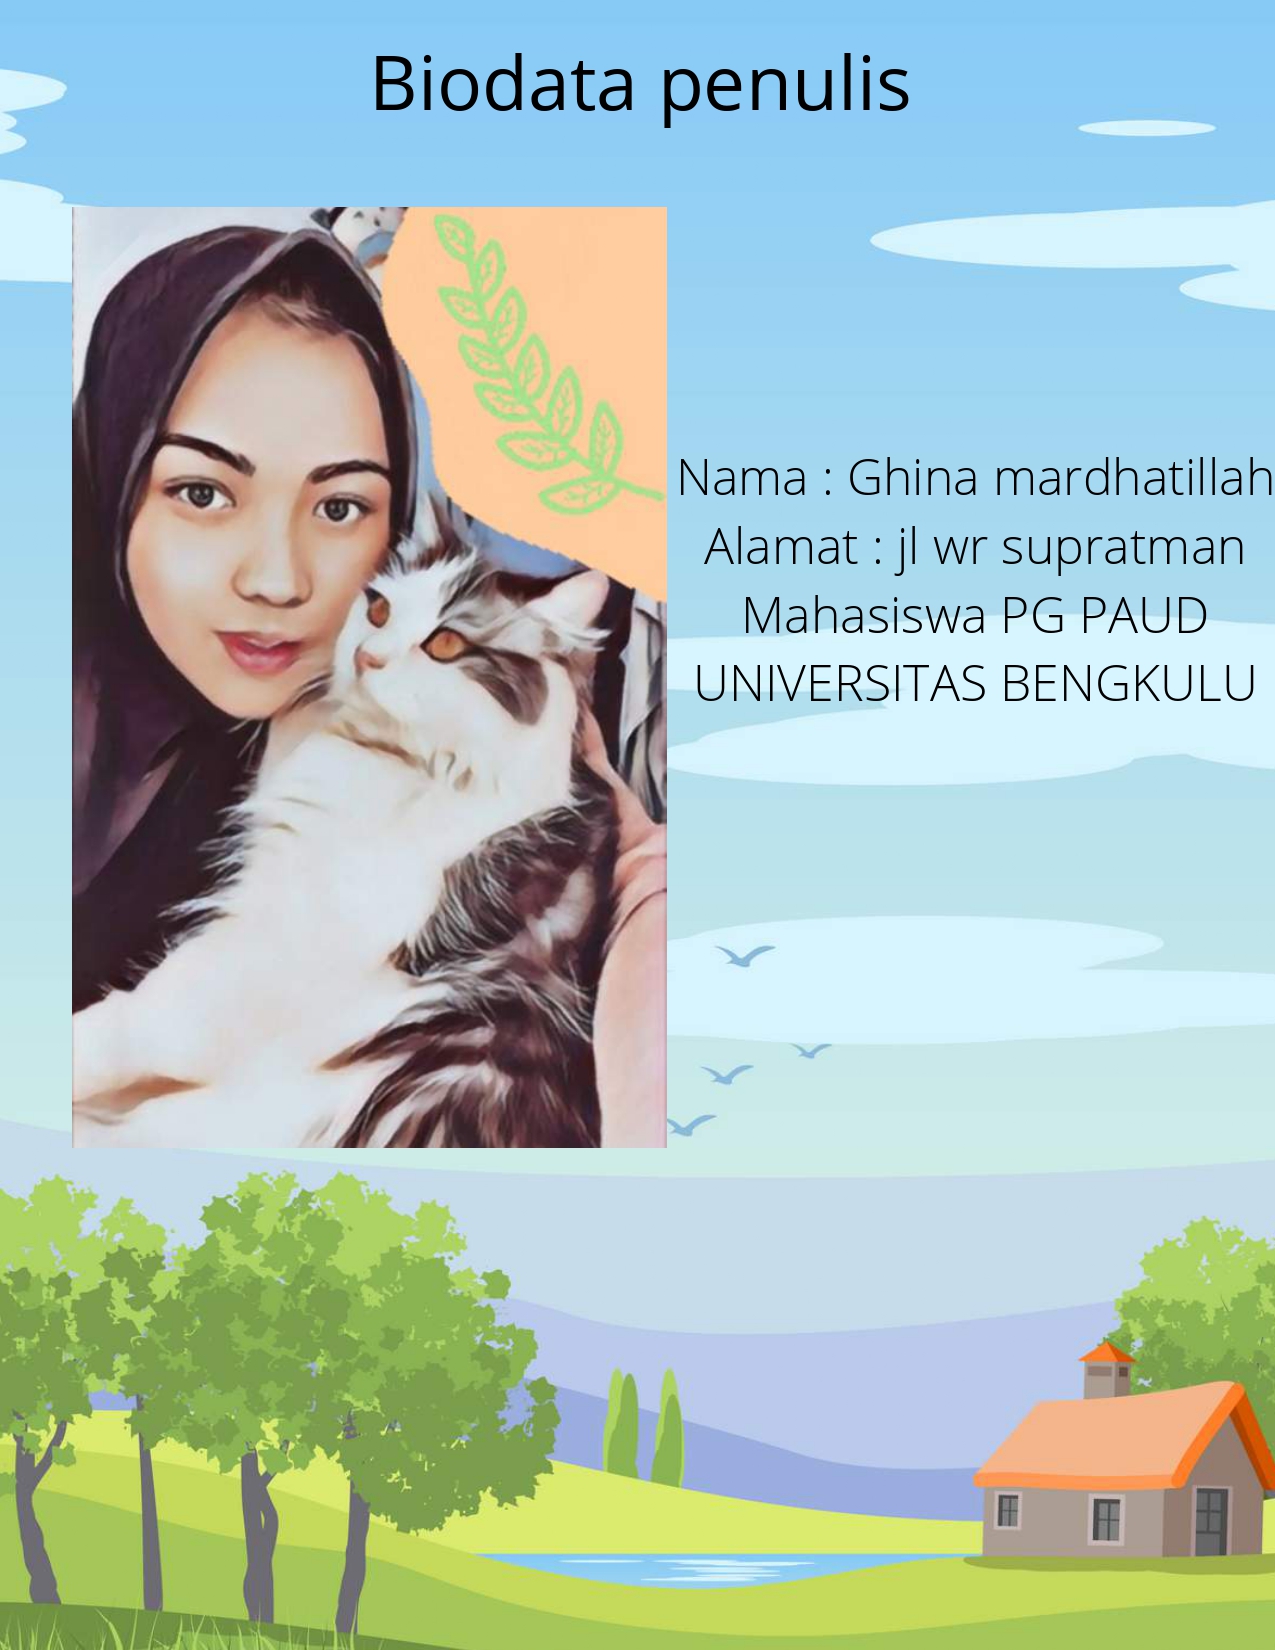 Biodata penulis
Nama : Ghina mardhatillah
Alamat : jl wr supratman
Mahasiswa PG PAUD
UNIVERSITAS BENGKULU